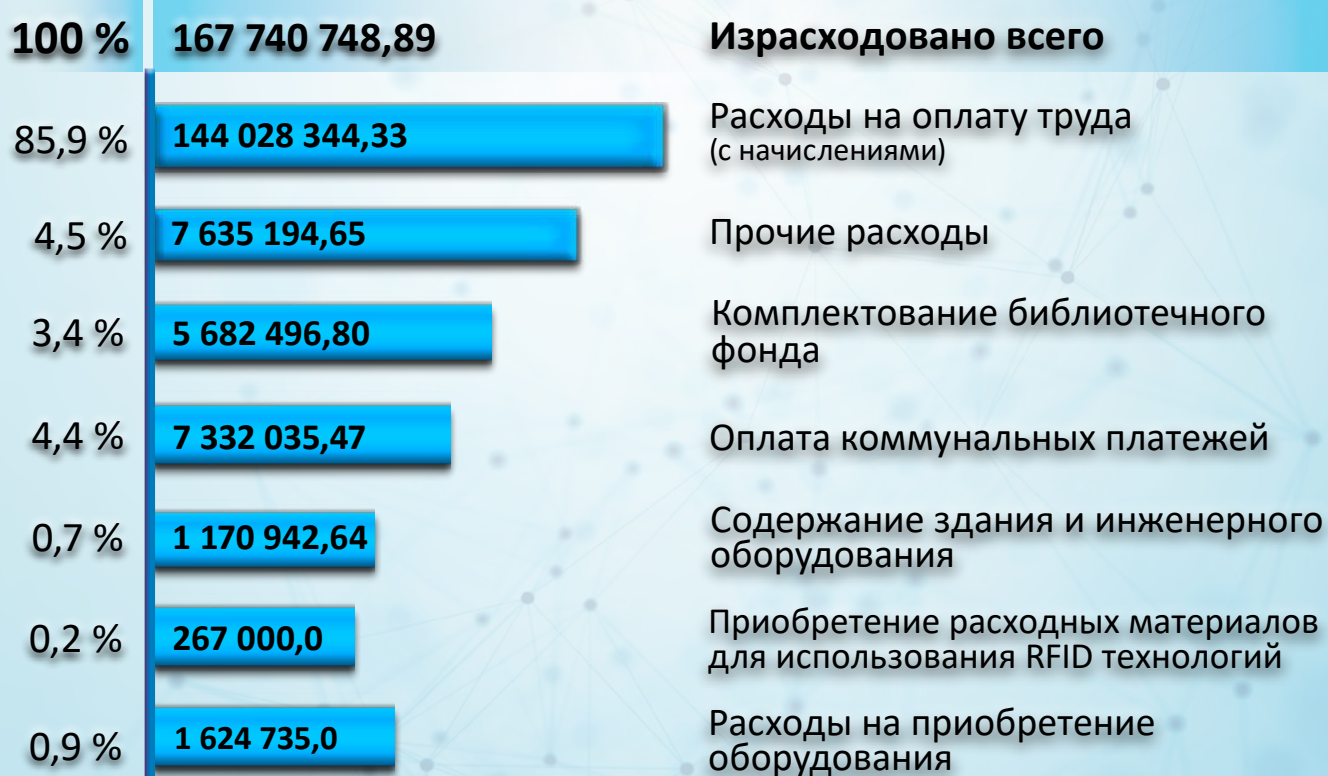 100 % 167 740 748,89 Израсходовано всего
85,9 % 144 028 344,33 Расходы на оплату труда
(с начислениями)
4,5 % 7 635 194,65 Прочие расходы
3,4 % 5 682 496,80 Комплектование библиотечного
фонда
4,4 % 7 332 035,47 Оплата коммунальных платежей
0,7 % 1 170 942,64 Содержание здания и инженерного
оборудования
0,2 % 267 000,0 Приобретение расходных материалов
для использования RFID технологий
0,9 % 1 624 735,0 Расходы на приобретение
оборудования